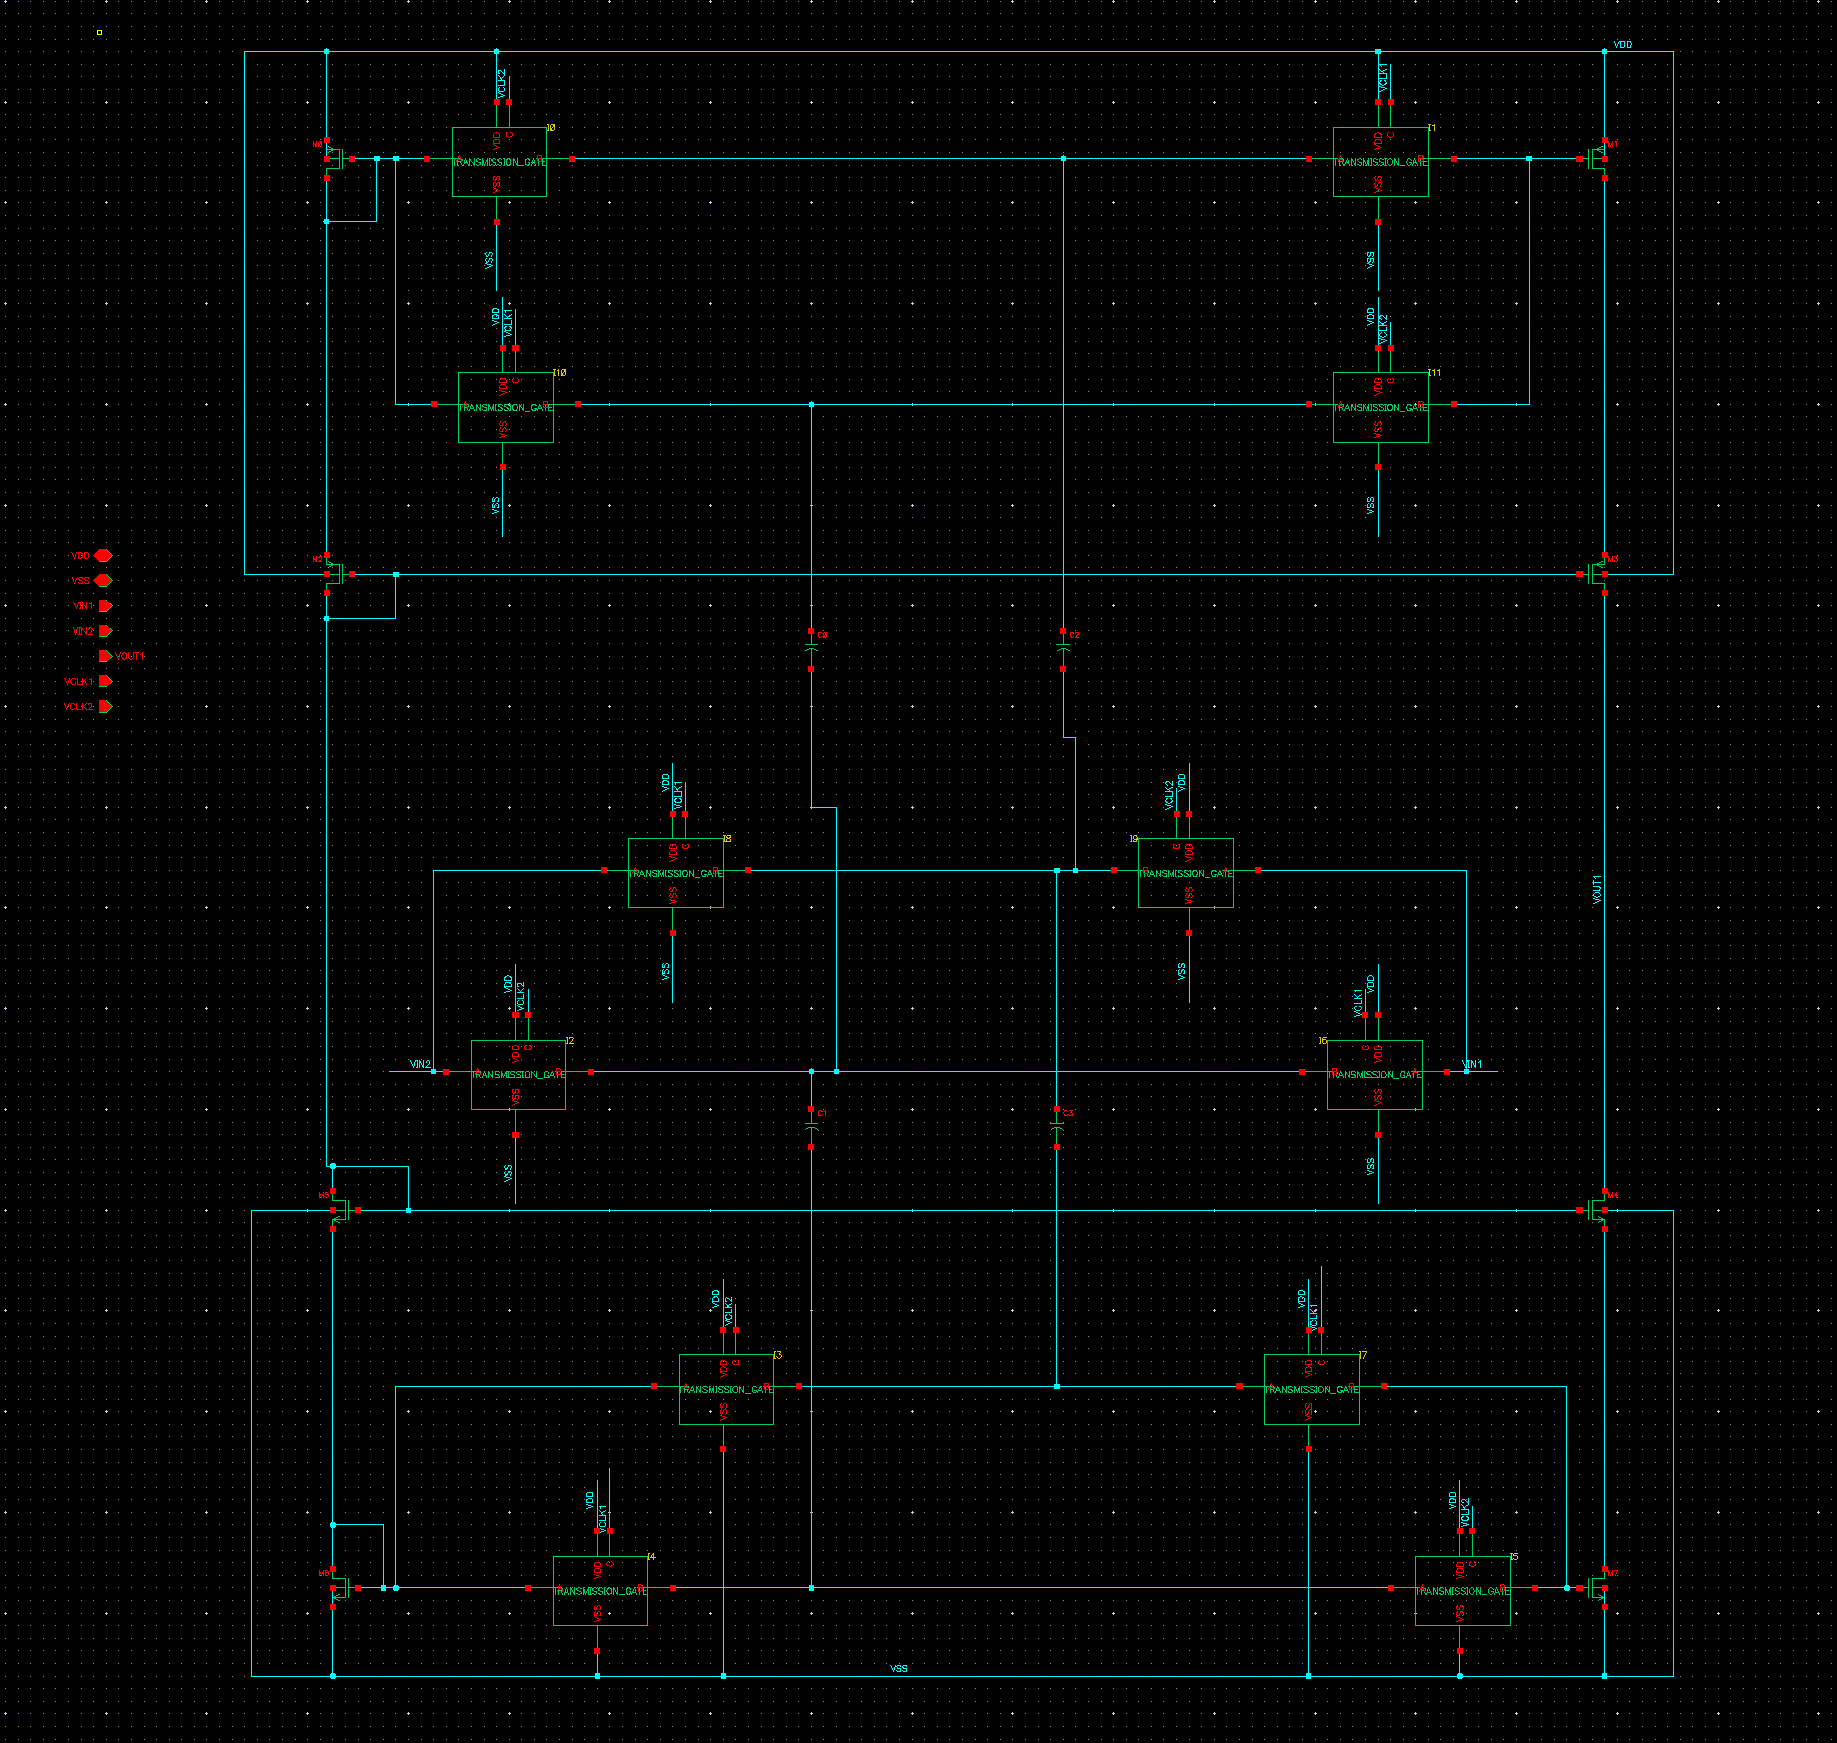 VDD
VCLK2
VCLK1
I0
I1
M0
M1
VDD C
VDD C
TRANSMISSION_GATE
TRANSMISSION_GATE
VSS
VSS
VSS
VSS
VDD
VCLK1
VDD
VCLK2
I10
I11
VDD C
VDD C
TRANSMISSION_GATE
TRANSMISSION_GATE
VSS
VSS
VSS
VSS
VDD
M2
M3
VSS
VIN1
VIN2
C0
C2
VOUT1
VCLK1
VCLK2
VDD
VCLK1
VCLK2
VDD
I8
I9
VDD C
C VDD
TRANSMISSION_GATE
TRANSMISSION_GATE
VOUT1
VSS
VSS
VSS
VSS
VDD
VCLK2
VCLK1
VDD
I2
I6
VDD C
C VDD
VIN2
VIN1
TRANSMISSION_GATE
TRANSMISSION_GATE
VSS
VSS
C1
VSS
VSS
M5
M4
VDD
VCLK2
VDD
VCLK1
I3
I7
VDD C
VDD C
TRANSMISSION_GATE
TRANSMISSION_GATE
VSS
VSS
VDD
VCLK1
VDD
VCLK2
I4
I5
VDD C
VDD C
M7
TRANSMISSION_GATE
TRANSMISSION_GATE
VSS
VSS
VSS